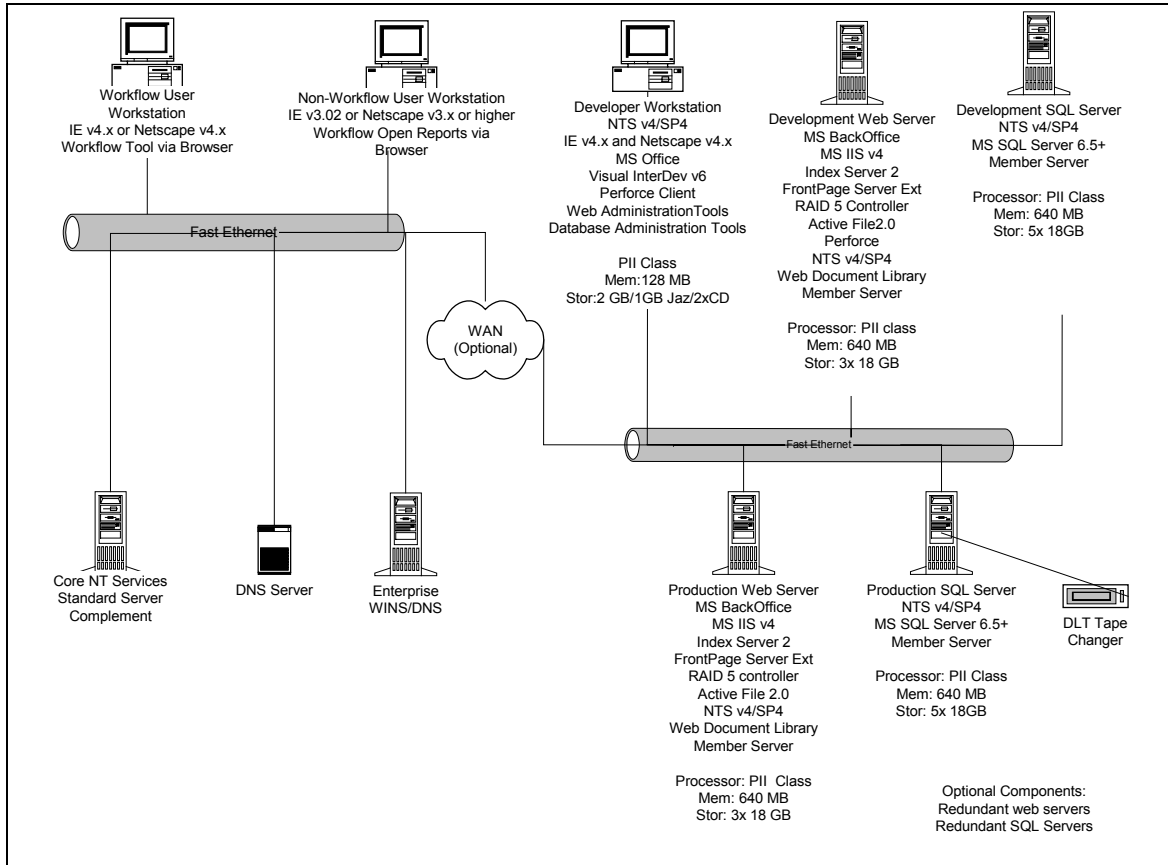 Workflow User
Workstation
IE v4.x or Netscape v4.x
Workflow Tool via Browser
Non-Workflow User Workstation
IE v3.02 or Netscape v3.x or higher
Workflow Open Reports via
Browser
Developer Workstation
NTS v4/SP4
IE v4.x and Netscape v4.x
MS Office
Visual InterDev v6
Perforce Client
Web AdministrationTools
Database Administration Tools
PII Class
Mem:128 MB
Stor:2 GB/1GB Jaz/2xCD
Development Web Server
MS BackOffice
MS IIS v4
Index Server 2
FrontPage Server Ext
RAID 5 Controller
Active File2.0
Perforce
NTS v4/SP4
Web Document Library
Member Server
Processor: PII class
Mem: 640 MB
Stor: 3x 18 GB
Development SQL Server
NTS v4/SP4
MS SQL Server 6.5+
Member Server
Processor: PII Class
Mem: 640 MB
Stor: 5x 18GB
Fast Ethernet
WAN
(Optional)
Fast Ethernet
Core NT Services
Standard Server
Complement
DNS Server
Enterprise
WINS/DNS
Production Web Server
MS BackOffice
MS IIS v4
Index Server 2
FrontPage Server Ext
RAID 5 controller
Active File 2.0
NTS v4/SP4
Web Document Library
Member Server
Processor: PII Class
Mem: 640 MB
Stor: 3x 18 GB
Production SQL Server
NTS v4/SP4
MS SQL Server 6.5+
Member Server
Processor: PII Class
Mem: 640 MB
Stor: 5x 18GB
DLT Tape
Changer
Optional Components:
Redundant web servers
Redundant SQL Servers